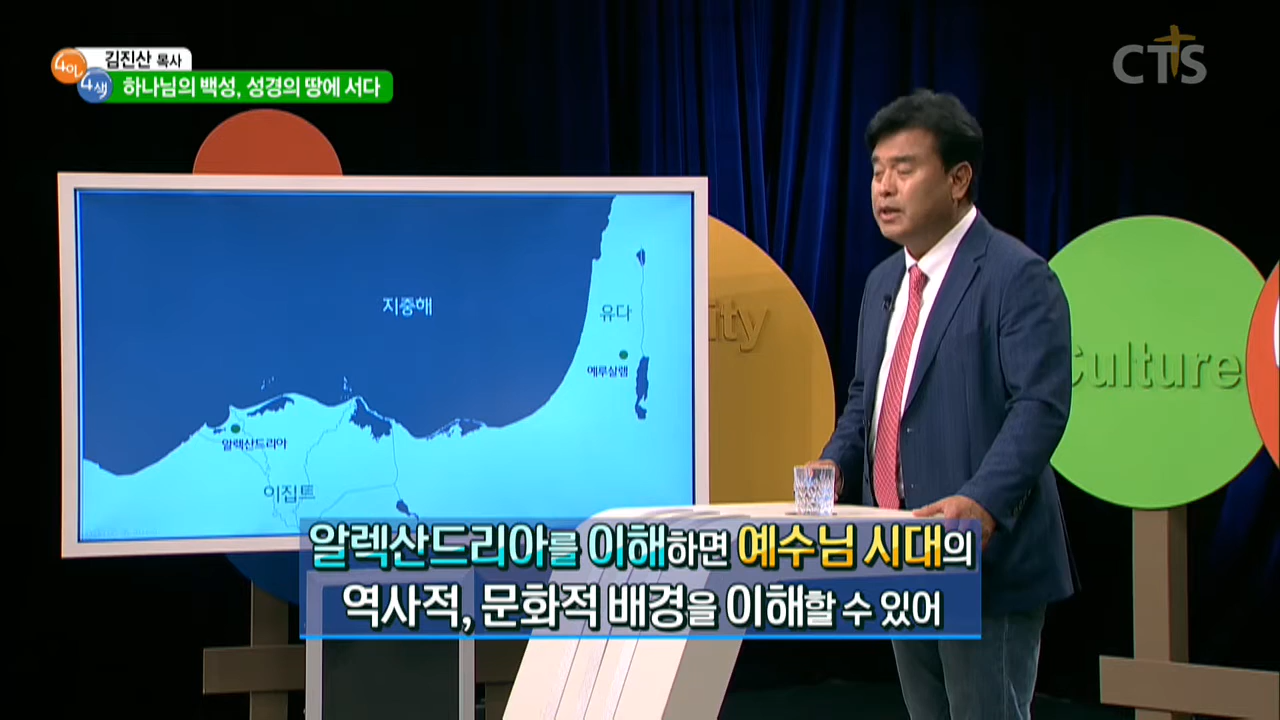 4인
4색
김진산 목사
하나님의 백성, 성경의 땅에 서다
CTS
지중해
유다
예루살렘
알렉산드리아
이집트
ity
Culture
알렉산드리아를 이해하면 예수님 시대의
역사적, 문화적 배경을 이해할 수 있어